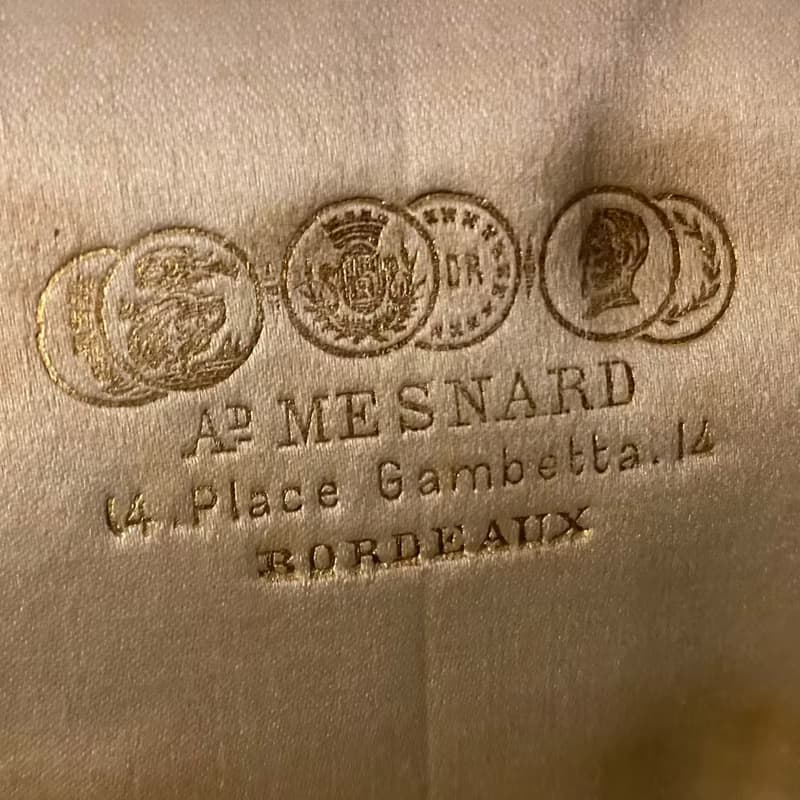 DR
AD MESNARD
14. Place Gambetta. 14
BORDEAUX